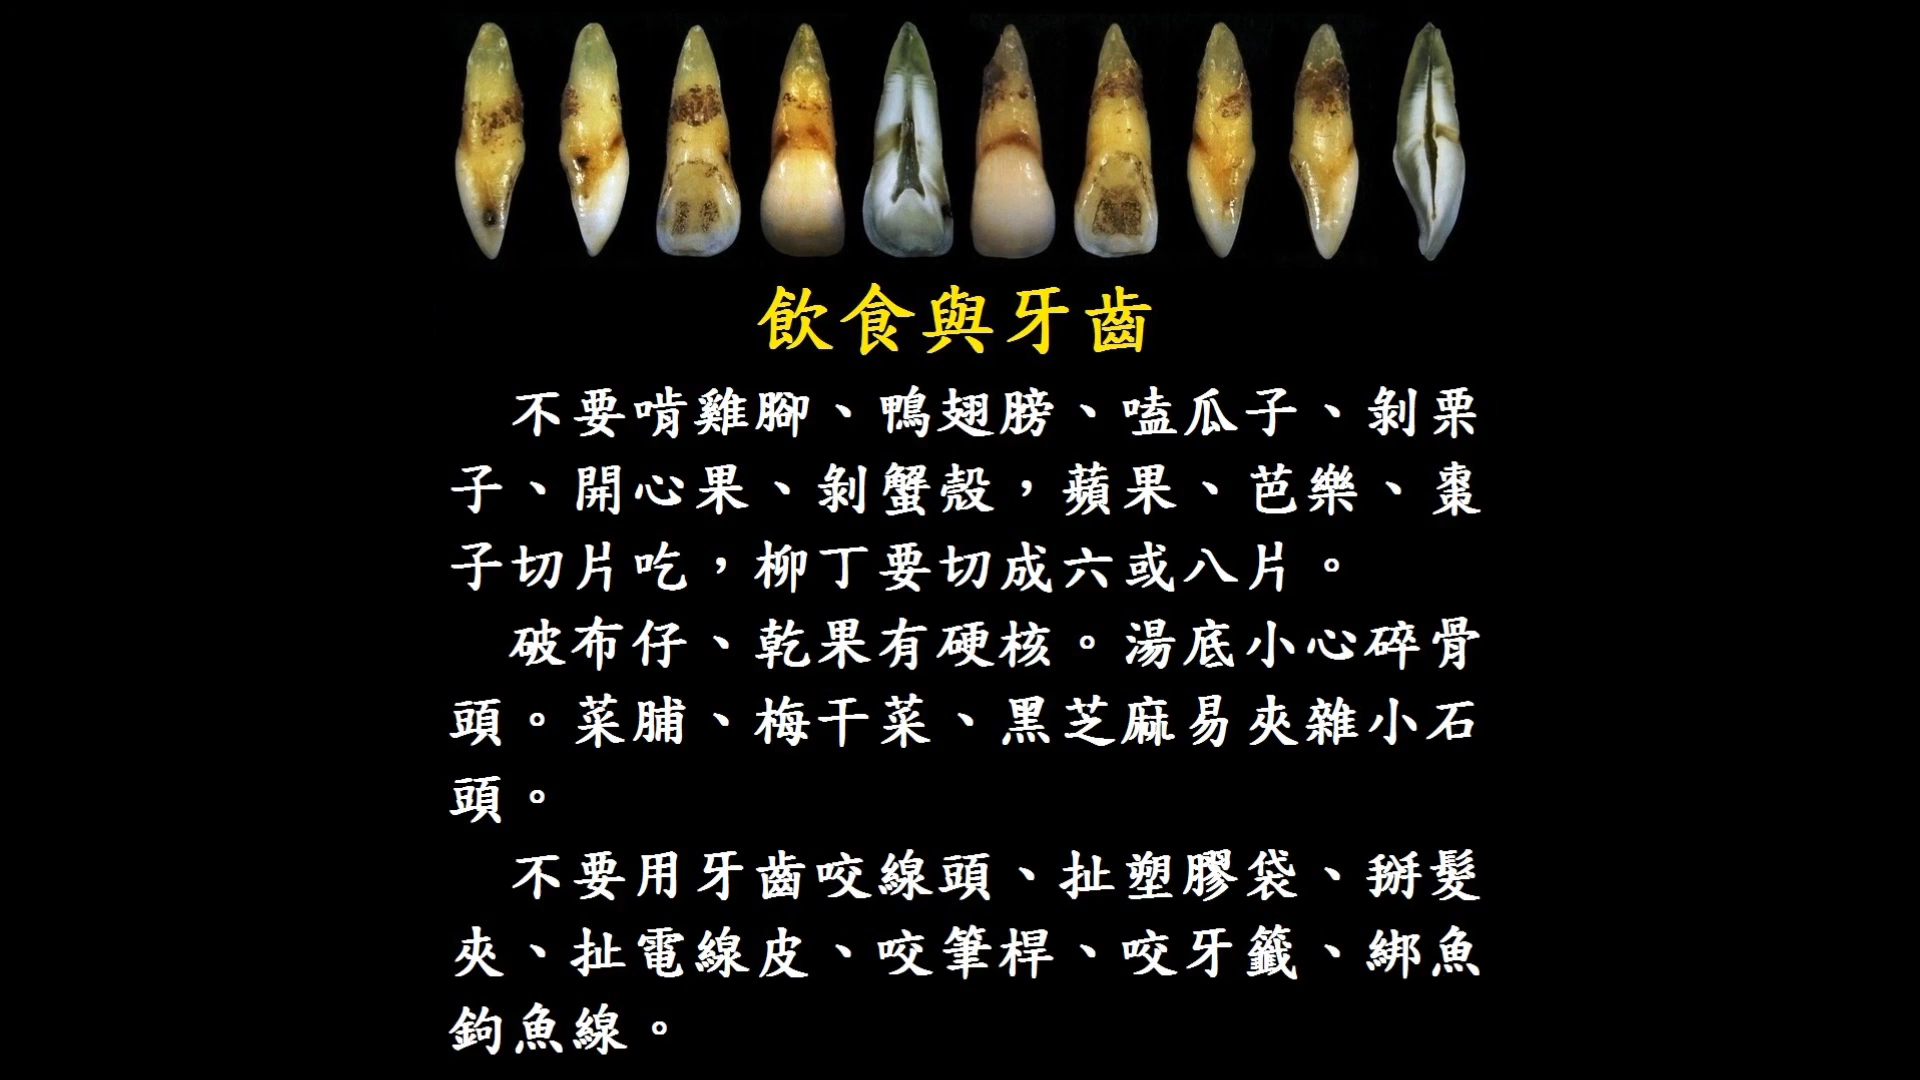 飲食與牙齒
不要啃雞腳、鴨翅膀、嗑瓜子、剝栗
子、開心果、剝蟹殼，蘋果、芭樂、棗
子切片吃，柳丁要切成六或八片。
破布仔、乾果有硬核。湯底小心碎骨
頭。菜脯、梅干菜、黑芝麻易夾雜小石
頭。
不要用牙齒咬線頭、扯塑膠袋、掰髮
夾、扯電線皮、咬筆桿、咬牙籤、綁魚
鉤魚線。